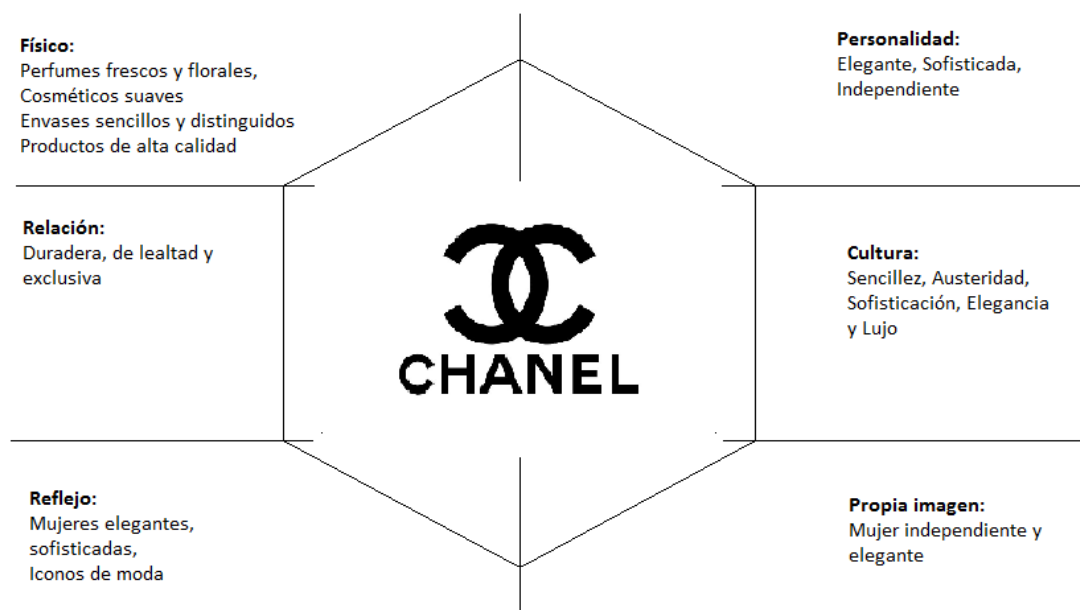 Físico:
Perfumes frescos y florales,
Cosméticos suaves
Envases sencillos y distinguidos
Productos de alta calidad
Personalidad:
Elegante, Sofisticada,
Independiente
Relación:
Duradera, de lealtad y
exclusiva
CHANEL
Cultura:
Sencillez, Austeridad,
Sofisticación, Elegancia
y Lujo
Reflejo:
Mujeres elegantes,
sofisticadas,
Iconos de moda
Propia imagen:
Mujer independiente y
elegante